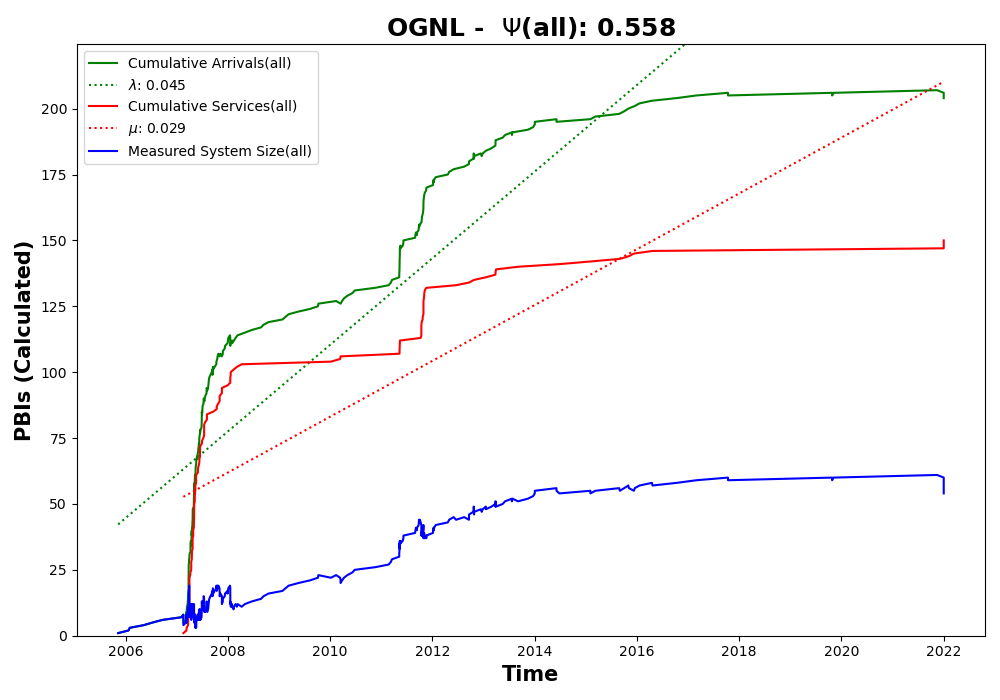 OGNL -  Ψ(all): 0.558
Cumulative Arrivals(all)
λ: 0.045
Cumulative Services(all)
μ: 0.029
Measured System Size(all)
PBIs (Calculated)
200
175
150
125
100
75
50
25
0
2006 2008 2010 2012 2014 2016 2018 2020 2022
Time